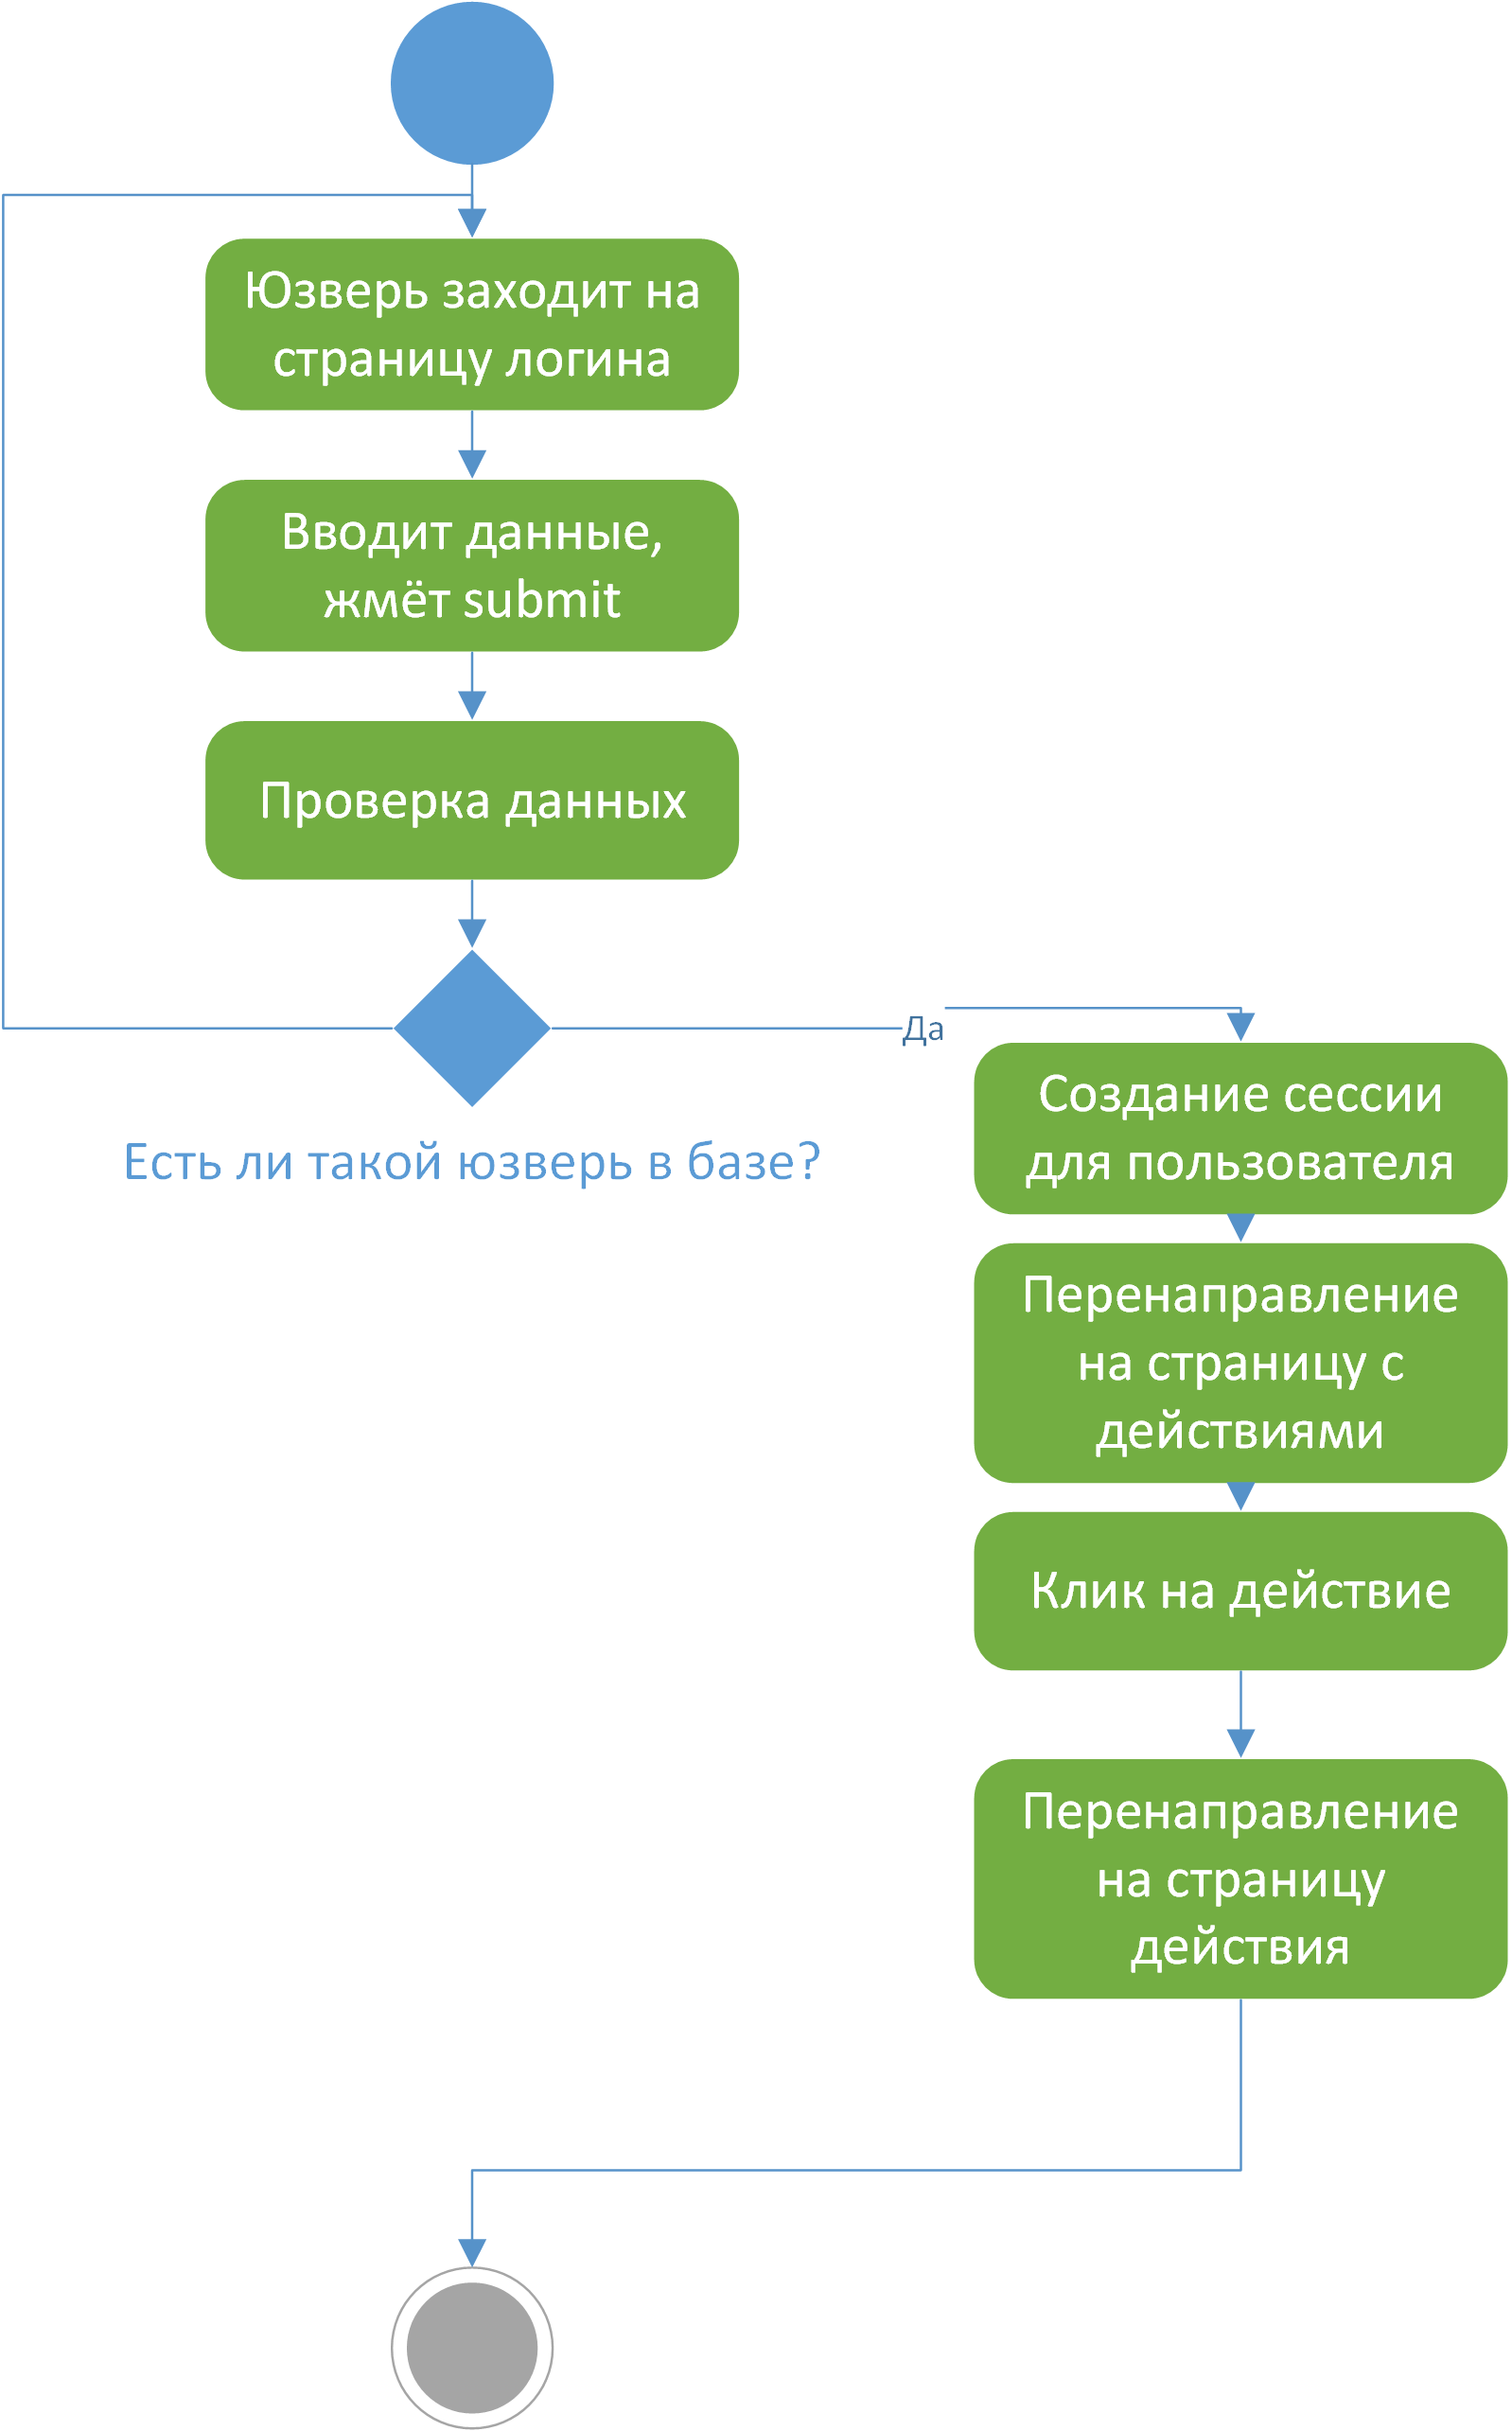 Юзверь заходит на
страницу логина
Вводит данные,
жмёт submit
Проверка данных
Есть ли такой юзверь в базе?
Да
Создание сессии
для пользователя
Перенаправление
на страницу с
действиями
Клик на действие
Перенаправление
на страницу
действия